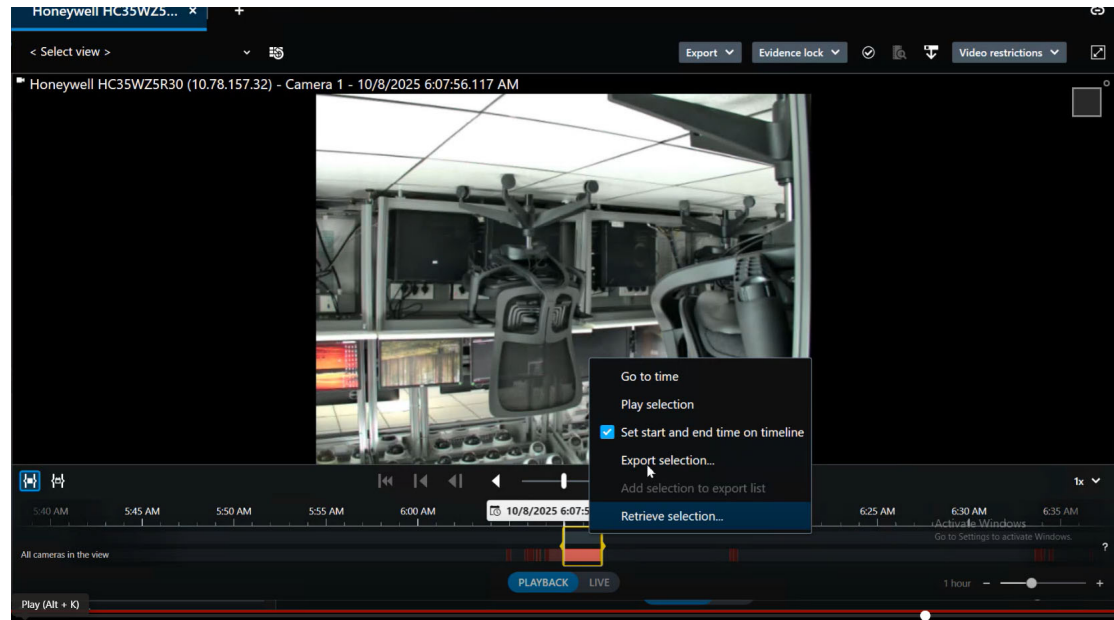 Honeywell HC35WZ5... × +
< Select view >
Export
Evidence lock
Video restrictions
Honeywell HC35WZ5R30 (10.78.157.32) - Camera 1 - 10/8/2025 6:07:56.117 AM
Go to time
Play selection
Set start and end time on timeline
Export selection...
Add selection to export list
Retrieve selection...
1x
5:40 AM 5:45 AM 5:50 AM 5:55 AM 6:00 AM 10/8/2025 6:07:5 6:25 AM 6:30 AM 6:35 AM
Activate Windows
Go to Settings to activate Windows.
All cameras in the view
?
PLAYBACK LIVE
1 hour - +
Play (Alt + K)